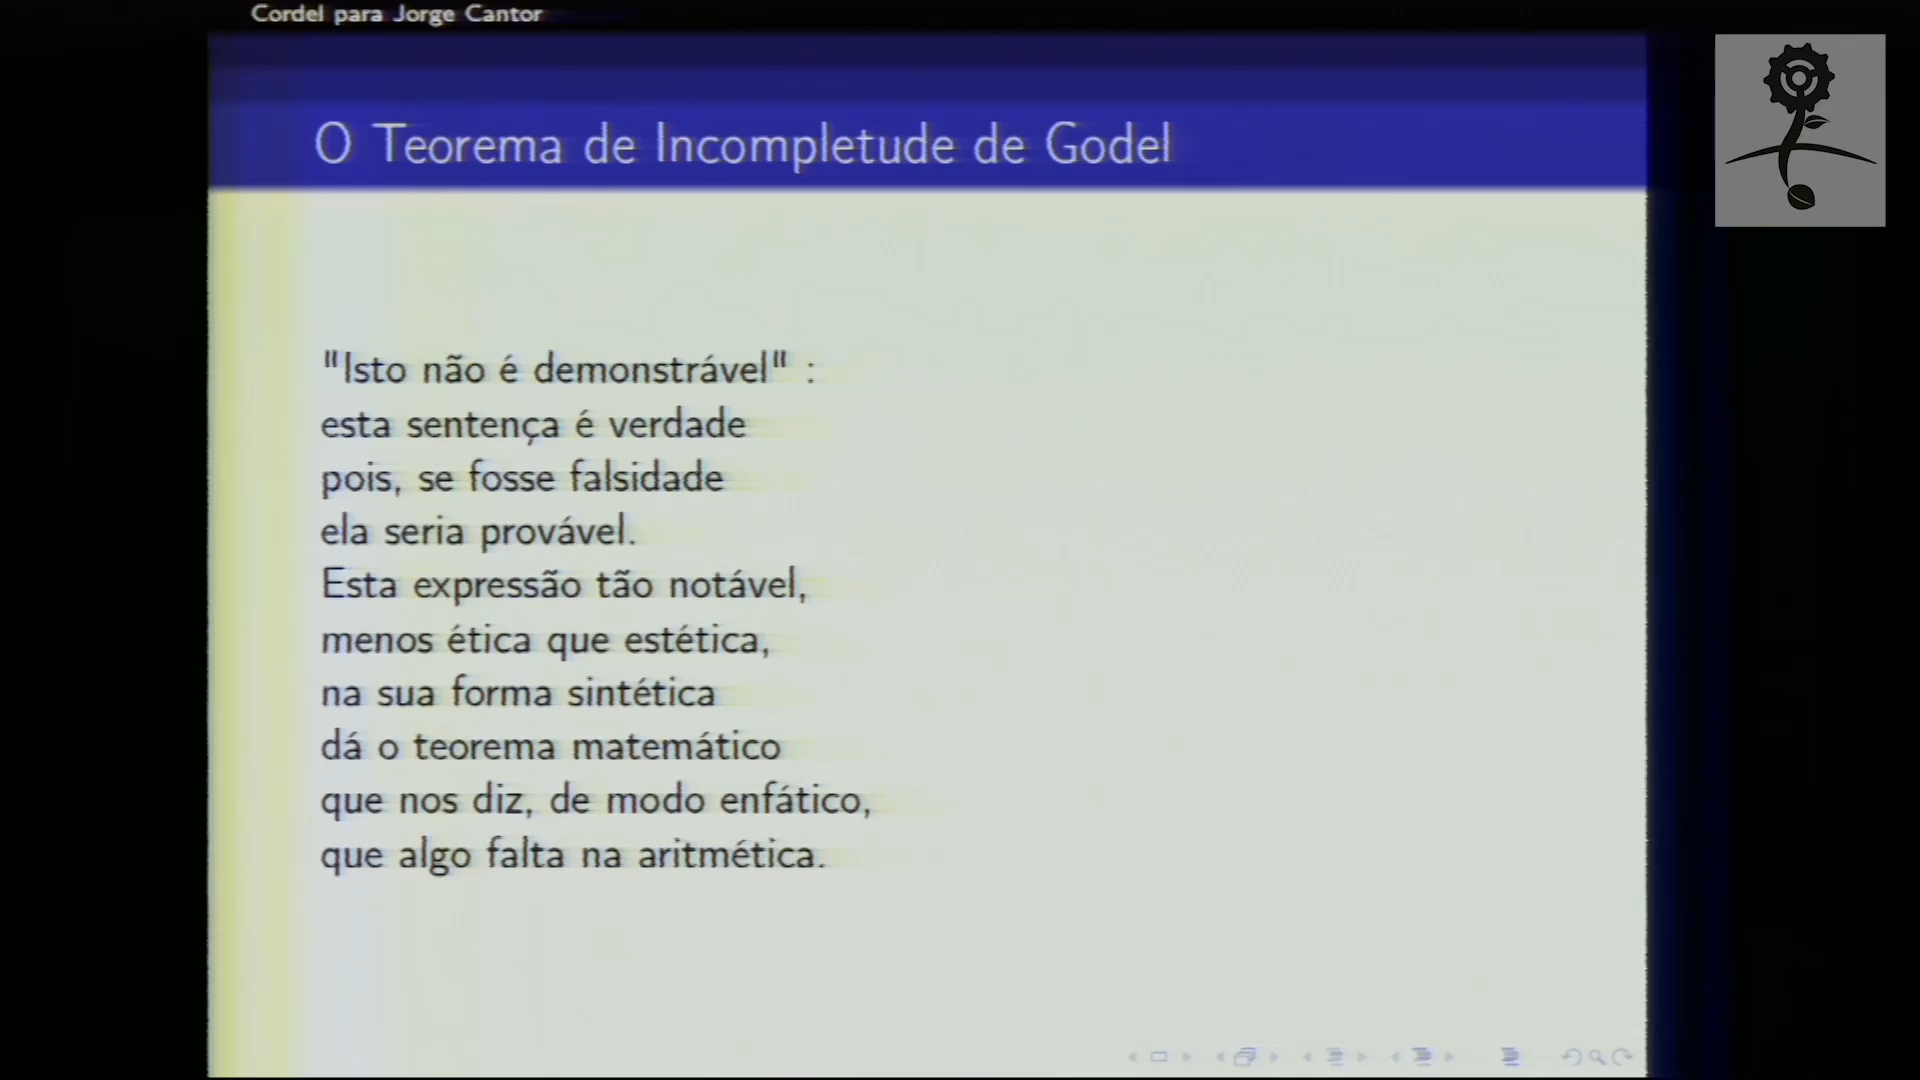 Cordel para Jorge Cantor
O Teorema de Incompletude de Godel
"Isto não é demonstrável" :
esta sentença é verdade
pois, se fosse falsidade
ela seria provável.
Esta expressão tão notável,
menos ética que estética,
na sua forma sintética
dá o teorema matemático
que nos diz, de modo enfático,
que algo falta na aritmética.